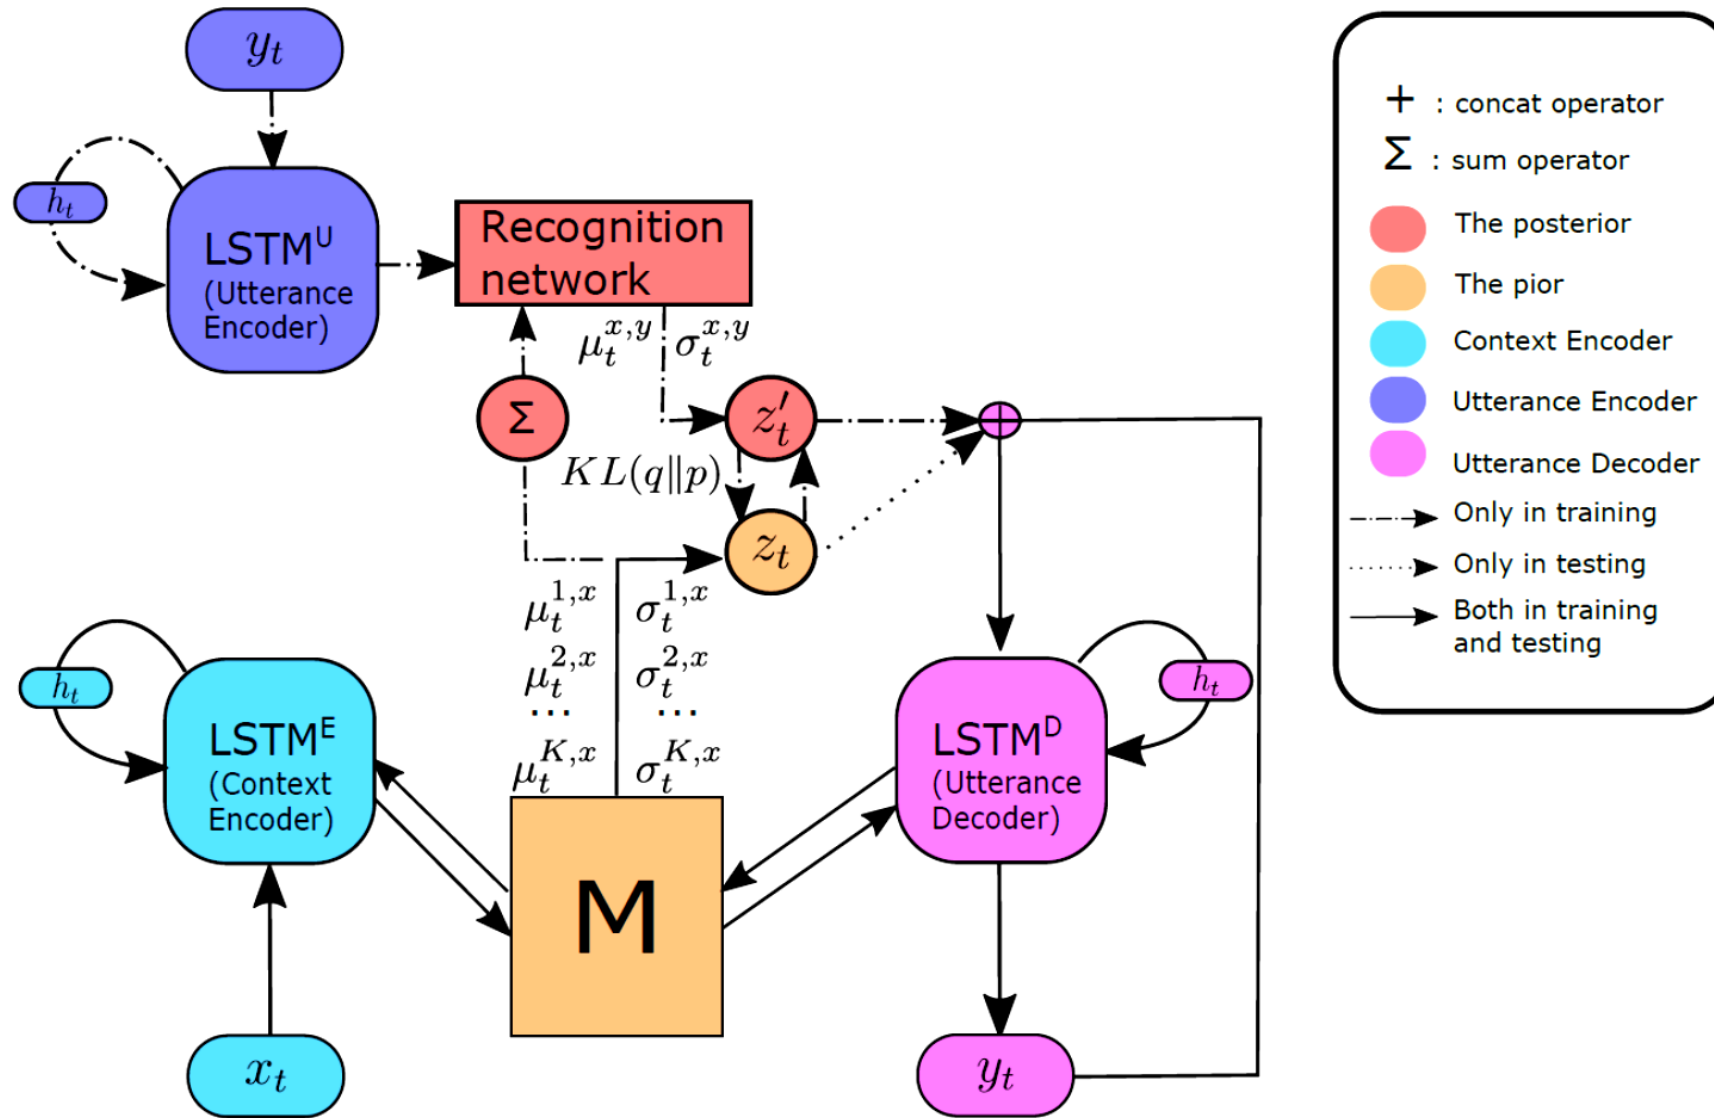 y_t
h_t
LSTM^U
(Utterance
Encoder)
Recognition
network
μ_t^{x,y} σ_t^{x,y}
Σ
z'_t
+
KL(q∥p)
z_t
μ_t^{1,x} σ_t^{1,x}
μ_t^{2,x} σ_t^{2,x}
... ...
μ_t^{K,x} σ_t^{K,x}
h_t
LSTM^E
(Context
Encoder)
M
LSTM^D
(Utterance
Decoder)
h_t
x_t
y_t
+ : concat operator
Σ : sum operator
The posterior
The pior
Context Encoder
Utterance Encoder
Utterance Decoder
Only in training
Only in testing
Both in training
and testing